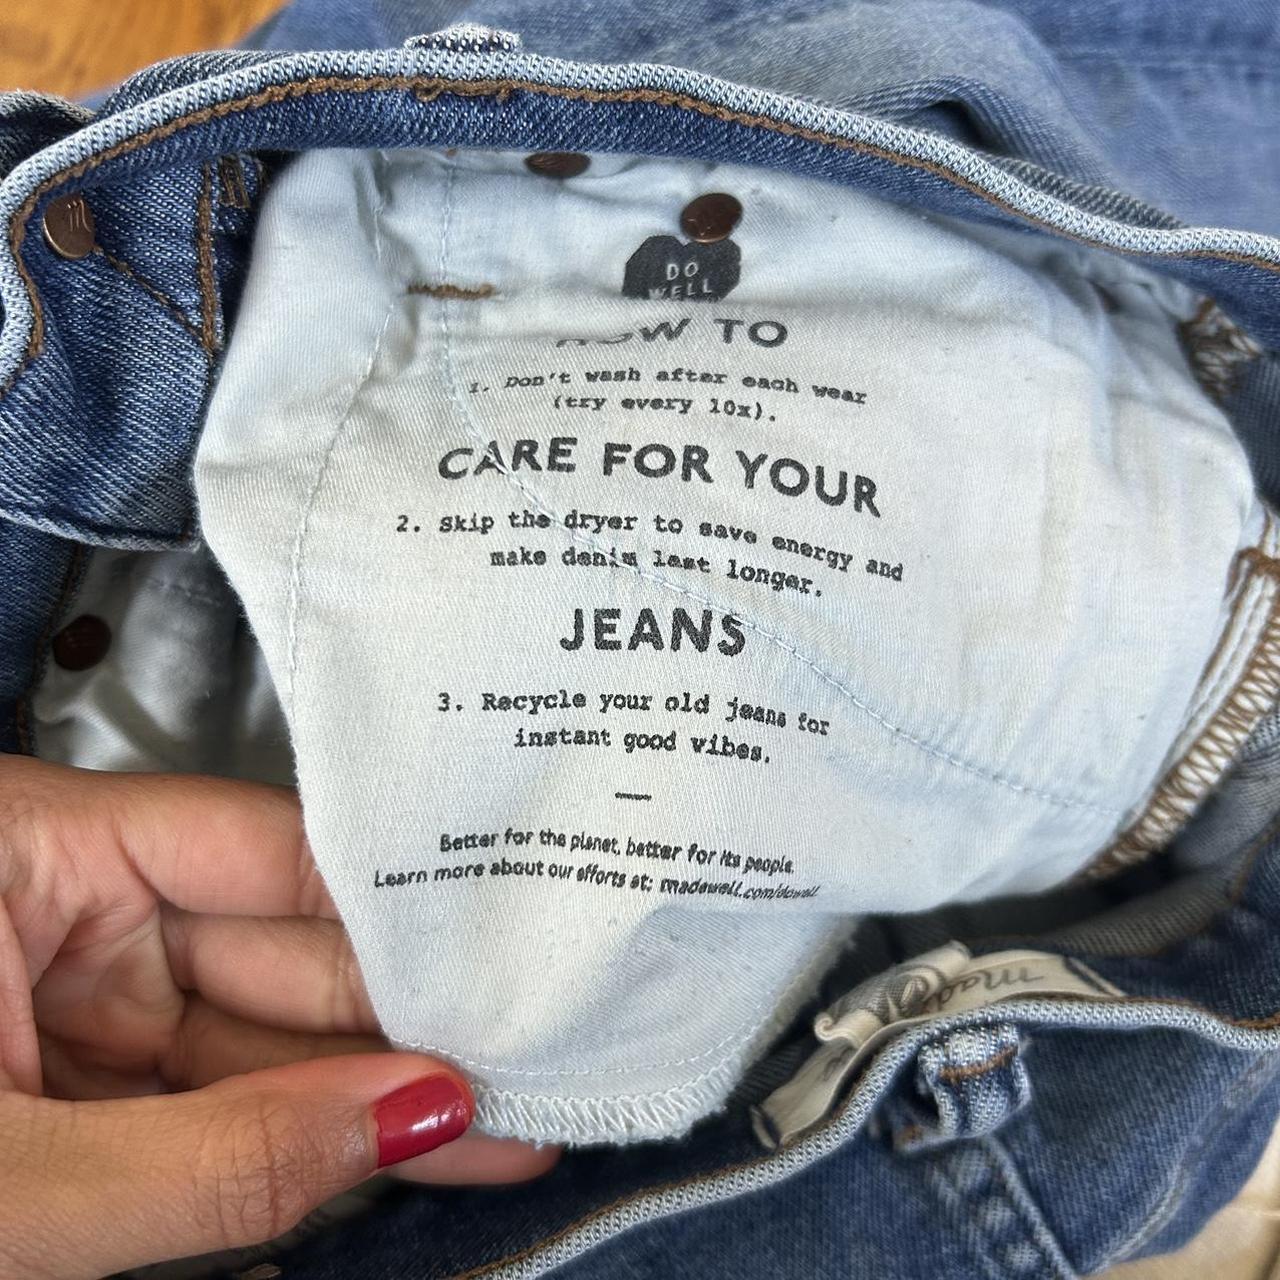 DO
WELL
HOW TO
1. Don't wash after each wear
(try every 10x).
CARE FOR YOUR
2. Skip the dryer to save energy and
make denim last longer.
JEANS
3. Recycle your old jeans for
instant good vibes.
—
Better for the planet, better for its people.
Learn more about our efforts at: madewell.com/dowell
m